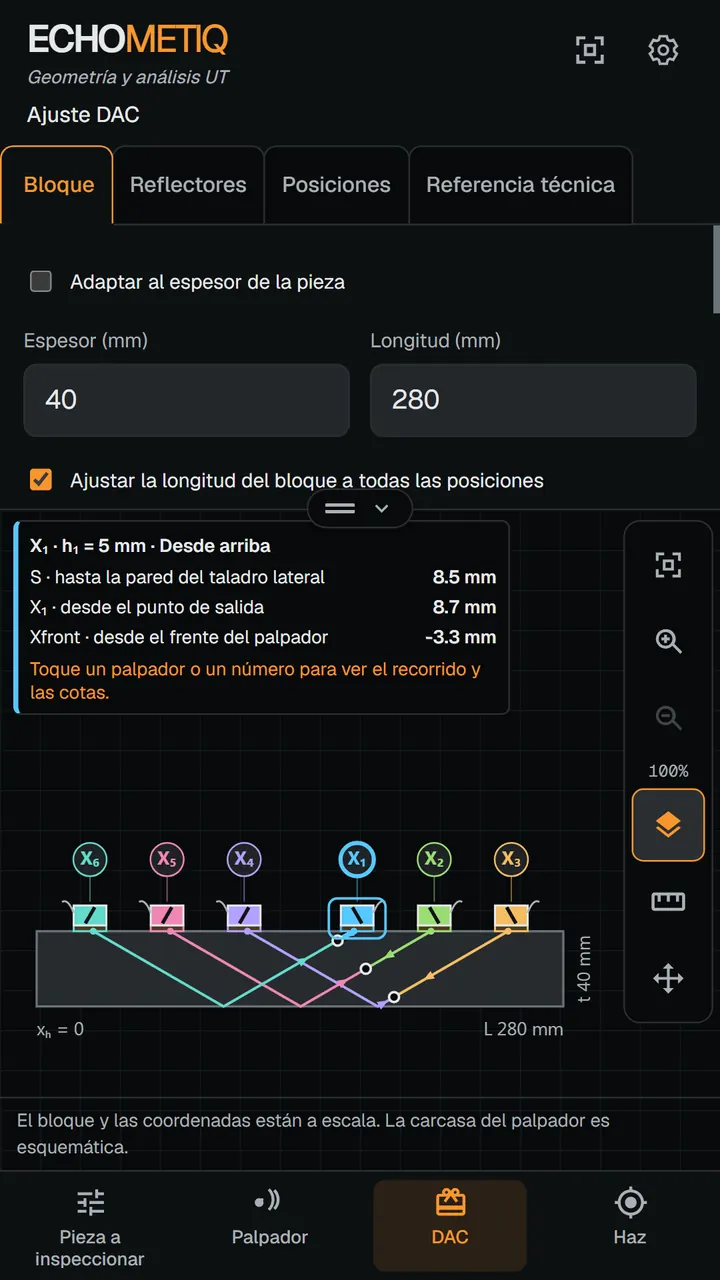 ECHOMETIQ
Geometría y análisis UT
Ajuste DAC
Bloque
Reflectores
Posiciones
Referencia técnica
Adaptar al espesor de la pieza
Espesor (mm)
Longitud (mm)
40
280
Ajustar la longitud del bloque a todas las posiciones
X₁ · h₁ = 5 mm · Desde arriba
S · hasta la pared del taladro lateral 8.5 mm
X₁ · desde el punto de salida 8.7 mm
Xfront · desde el frente del palpador -3.3 mm
Toque un palpador o un número para ver el recorrido y
las cotas.
100%
X₆
X₅
X₄
X₁
X₂
X₃
t 40 mm
xₕ = 0
L 280 mm
El bloque y las coordenadas están a escala. La carcasa del palpador es
esquemática.
Pieza a
inspeccionar
Palpador
DAC
Haz